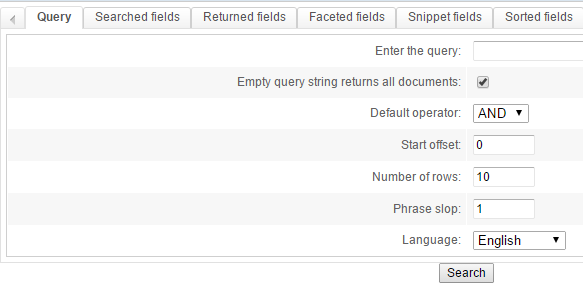 Query Searched fields Returned fields Faceted fields Snippet fields Sorted fields
Enter the query:
Empty query string returns all documents:
Default operator: AND
Start offset: 0
Number of rows: 10
Phrase slop: 1
Language: English
Search